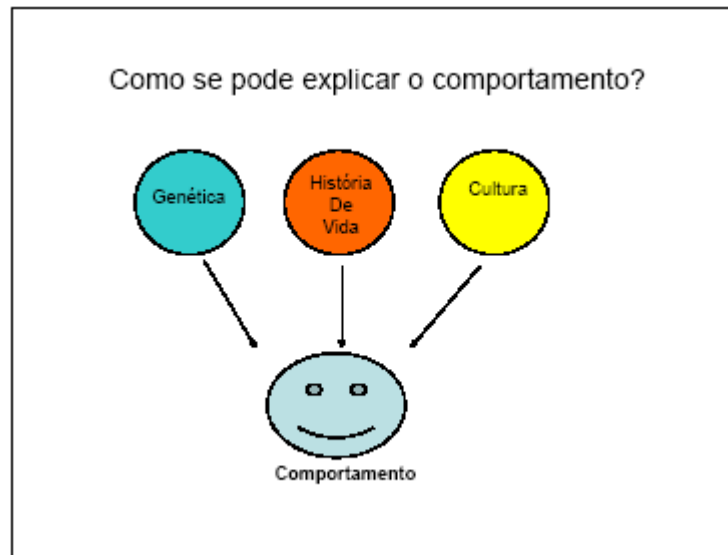 Como se pode explicar o comportamento?
Genética
História
De
Vida
Cultura
Comportamento